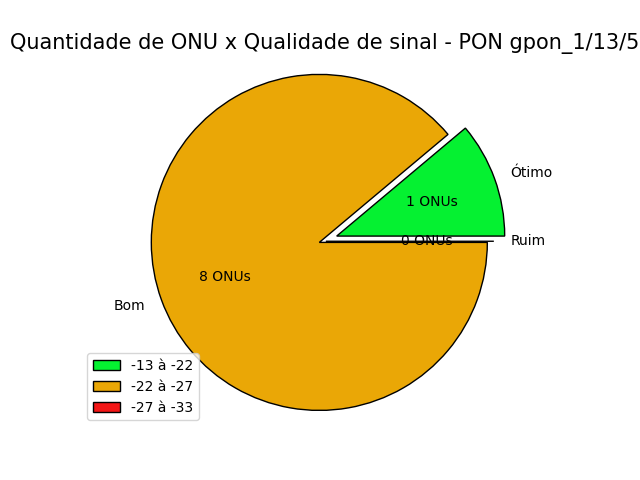 Quantidade de ONU x Qualidade de sinal - PON gpon_1/13/5
Ótimo
1 ONUs
0 ONUs
Ruim
8 ONUs
Bom
-13 à -22
-22 à -27
-27 à -33